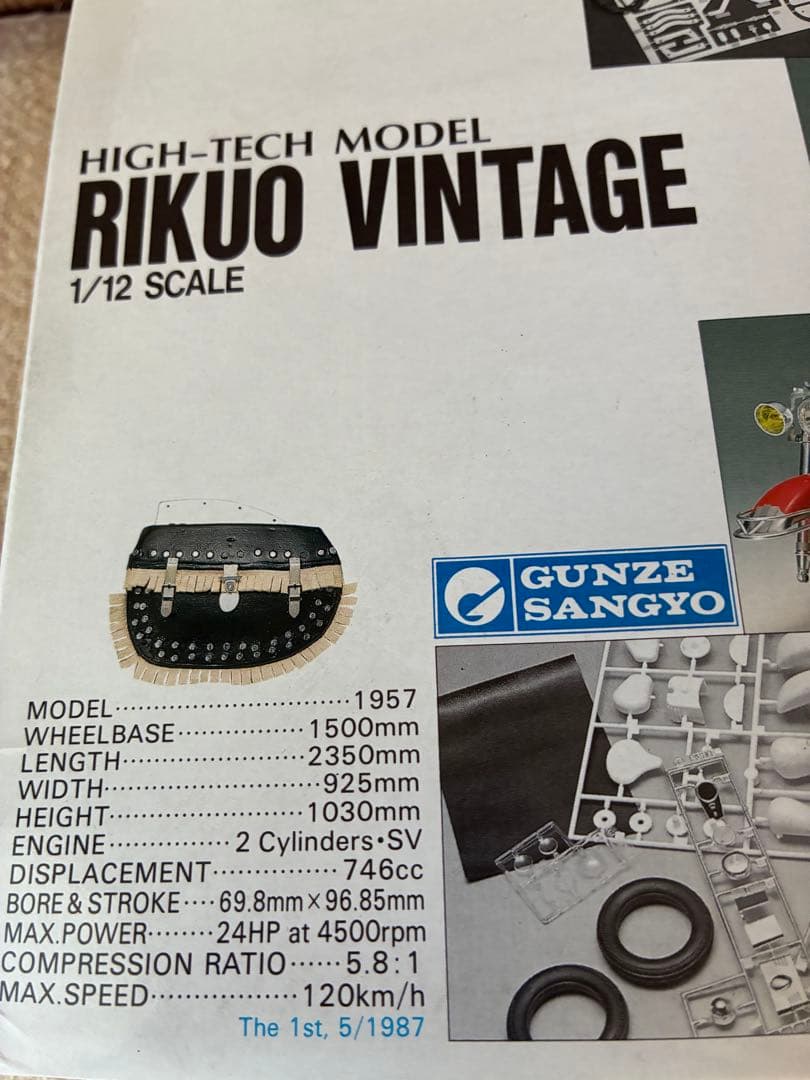 HIGH-TECH MODEL
RIKUO VINTAGE
1/12 SCALE
GUNZE
SANGYO
MODEL······························1957
WHEELBASE················1500mm
LENGTH························2350mm
WIDTH····························925mm
HEIGHT·························1030mm
ENGINE···············2 Cylinders•SV
DISPLACEMENT················746cc
BORE & STROKE····69.8mm×96.85mm
MAX.POWER········24HP at 4500rpm
COMPRESSION RATIO······5.8:1
MAX.SPEED···················120km/h
The 1st, 5/1987